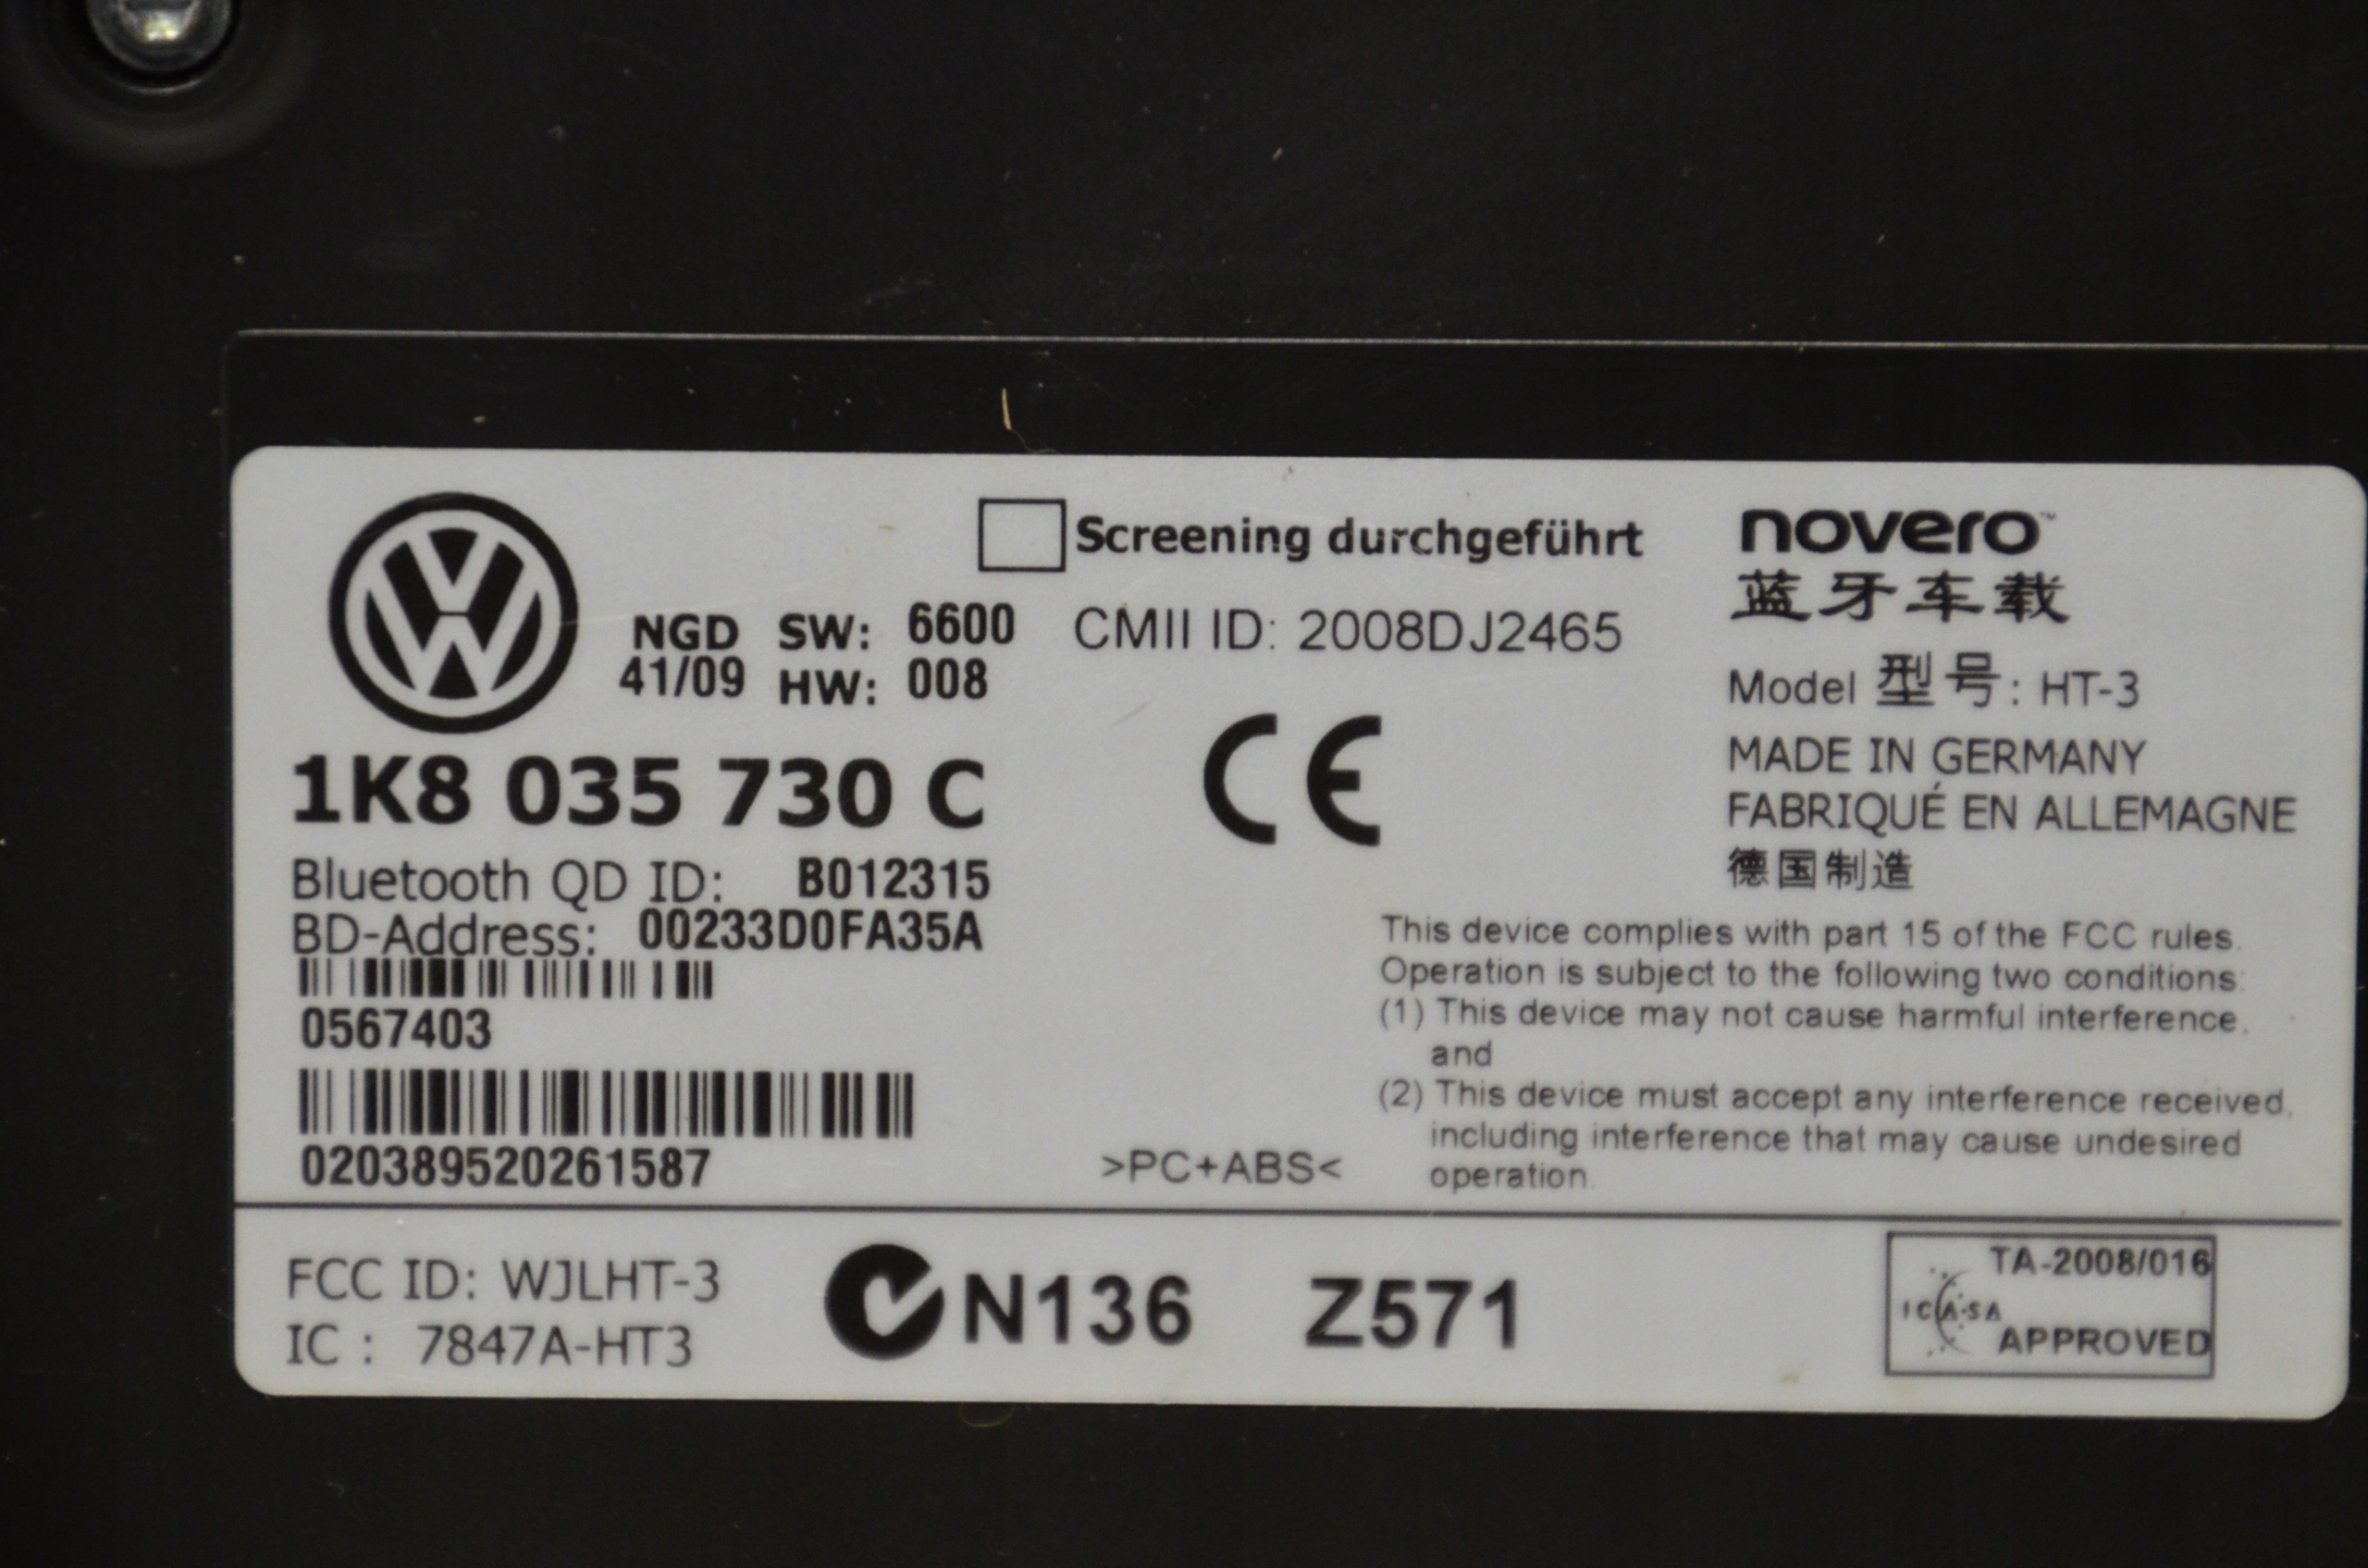 Screening durchgeführt
NGD SW: 6600
41/09 HW: 008
CMII ID: 2008DJ2465
1K8 035 730 C
Bluetooth QD ID: B012315
BD-Address: 00233D0FA35A
0567403
020389520261587
CE
>PC+ABS<
novero™
蓝牙车载
Model 型号: HT-3
MADE IN GERMANY
FABRIQUÉ EN ALLEMAGNE
德国制造
This device complies with part 15 of the FCC rules.
Operation is subject to the following two conditions:
(1) This device may not cause harmful interference,
and
(2) This device must accept any interference received,
including interference that may cause undesired
operation.
FCC ID: WJLHT-3
IC : 7847A-HT3
N136 Z571
TA-2008/016
ICASA
APPROVED